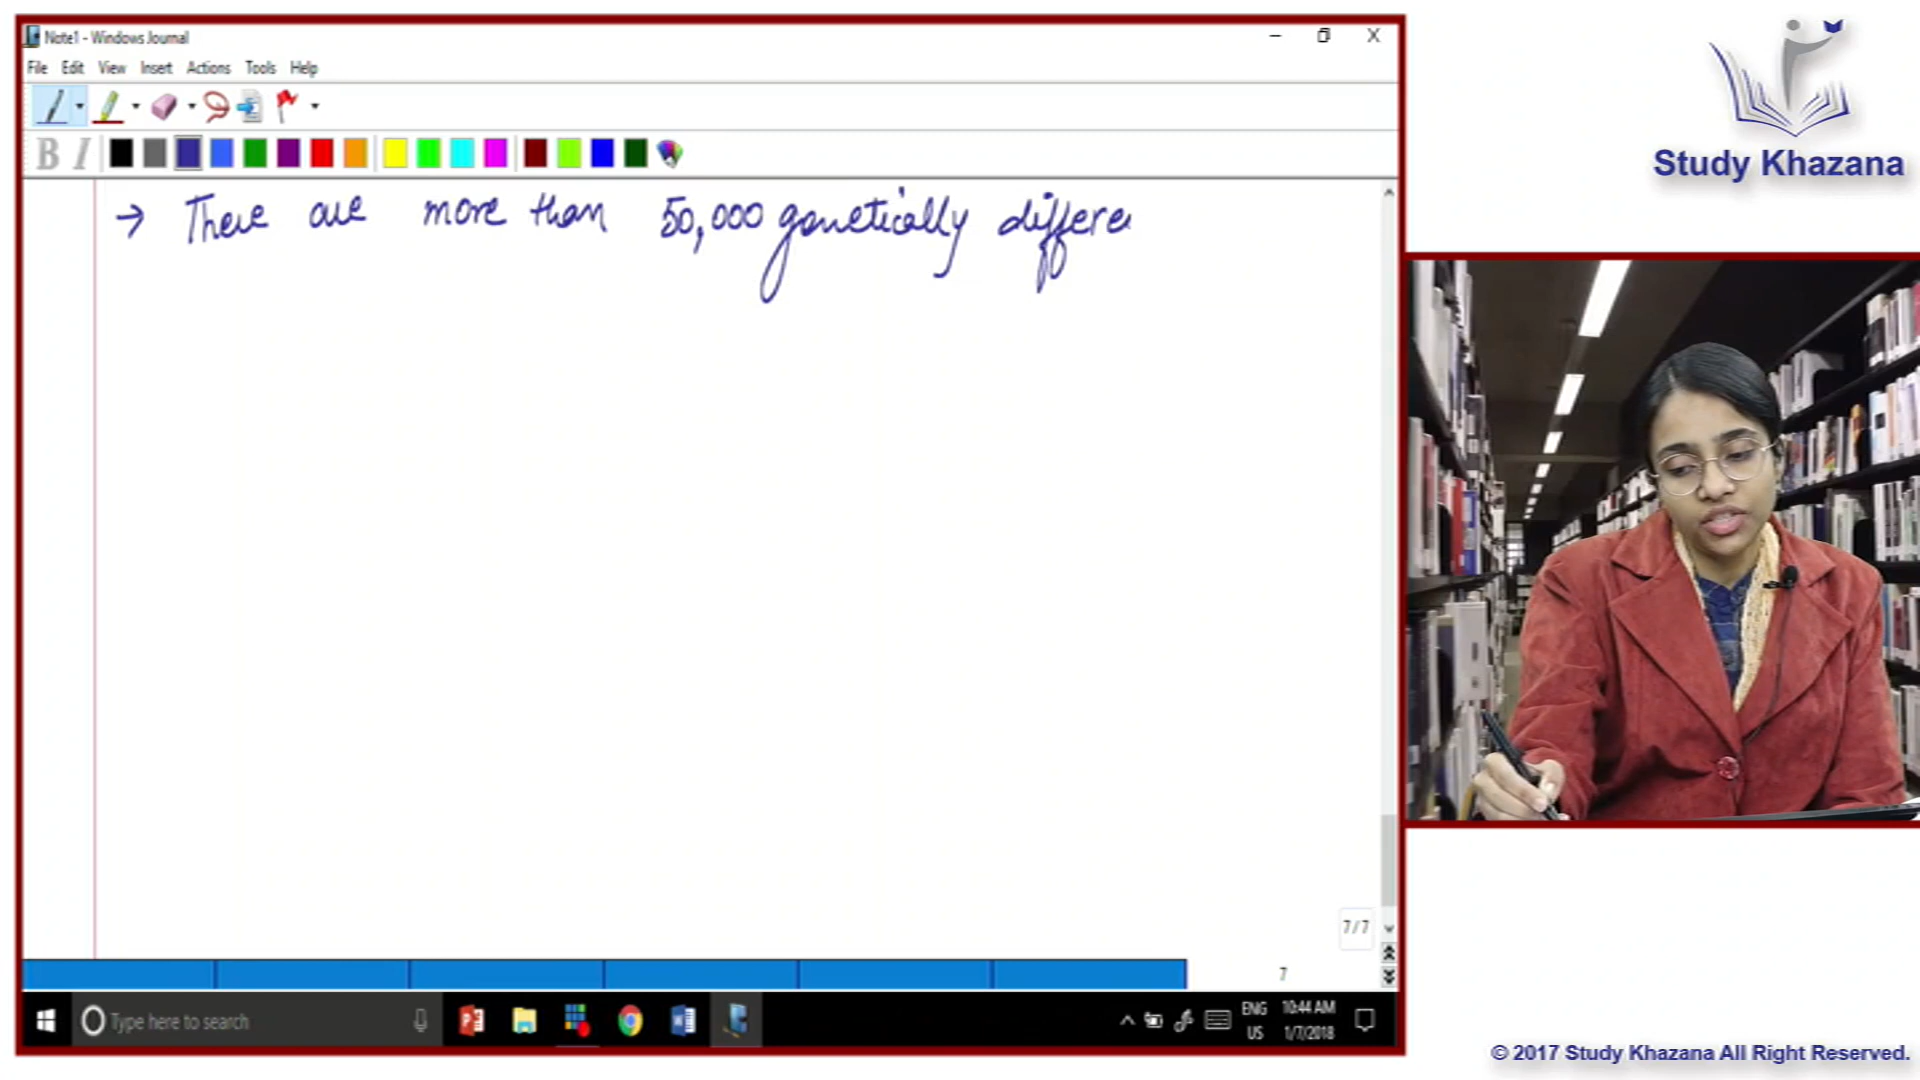 Note1 - Windows Journal
File Edit View Insert Actions Tools Help
B I
→ There are more than 50,000 genetically differe
7/7
7
Type here to search
ENG
US
10:44 AM
1/7/2018
Study Khazana
© 2017 Study Khazana All Right Reserved.